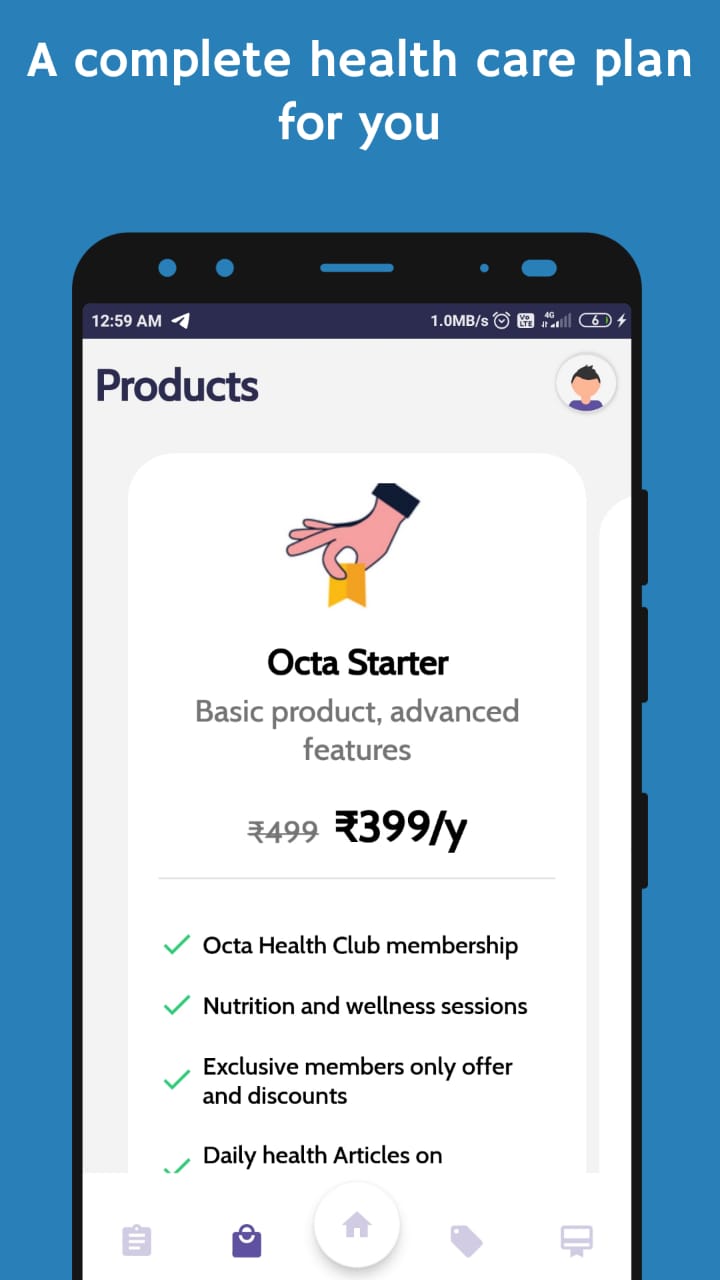 A complete health care plan
for you
12:59 AM
1.0MB/s
Vo
LTE
4G
6
Products
Octa Starter
Basic product, advanced
features
₹499 ₹399/y
Octa Health Club membership
Nutrition and wellness sessions
Exclusive members only offer
and discounts
Daily health Articles on